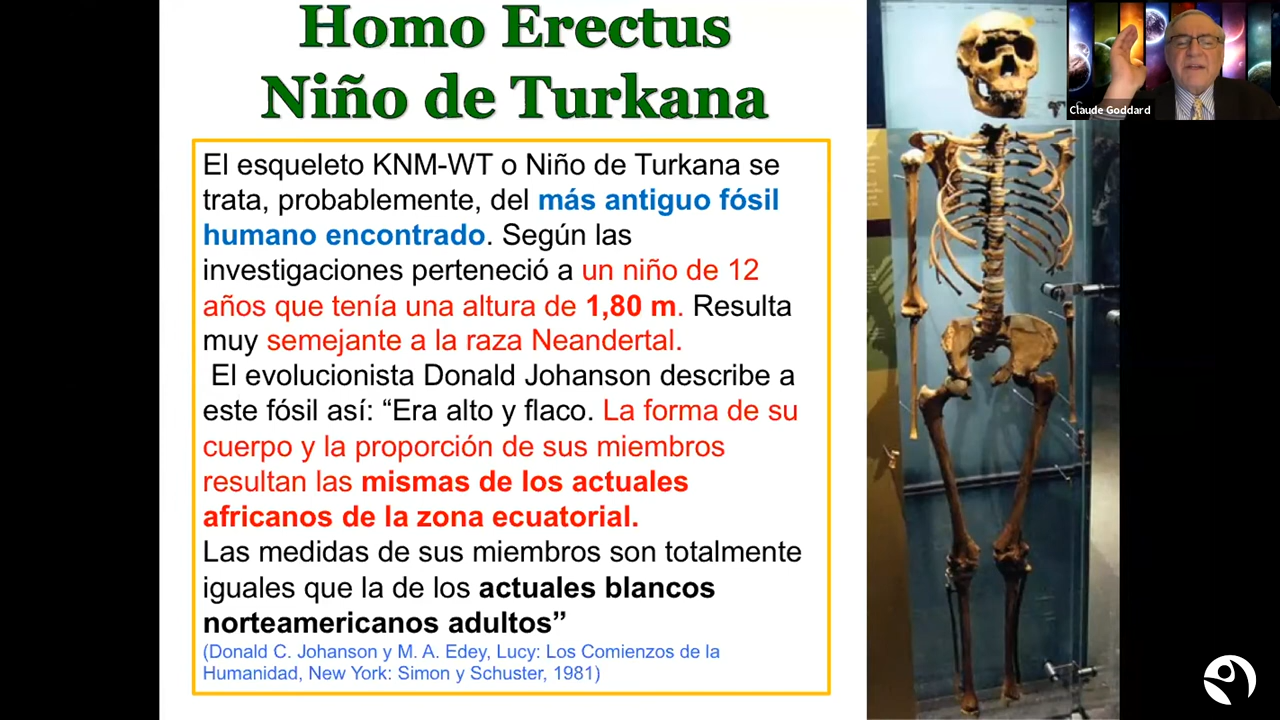 Homo Erectus
Niño de Turkana
El esqueleto KNM-WT o Niño de Turkana se
trata, probablemente, del más antiguo fósil
humano encontrado. Según las
investigaciones perteneció a un niño de 12
años que tenía una altura de 1,80 m. Resulta
muy semejante a la raza Neandertal.
El evolucionista Donald Johanson describe a
este fósil así: “Era alto y flaco. La forma de su
cuerpo y la proporción de sus miembros
resultan las mismas de los actuales
africanos de la zona ecuatorial.
Las medidas de sus miembros son totalmente
iguales que la de los actuales blancos
norteamericanos adultos”
(Donald C. Johanson y M. A. Edey, Lucy: Los Comienzos de la
Humanidad, New York: Simon y Schuster, 1981)
Claude Goddard